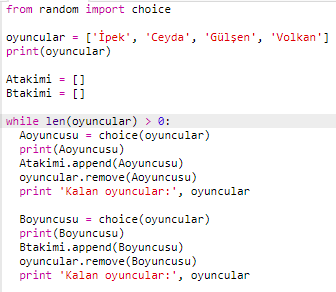 from random import choice
oyuncular = ['İpek', 'Ceyda', 'Gülşen', 'Volkan']
print(oyuncular)
Atakimi = []
Btakimi = []
while len(oyuncular) > 0:
  Aoyuncusu = choice(oyuncular)
  print(Aoyuncusu)
  Atakimi.append(Aoyuncusu)
  oyuncular.remove(Aoyuncusu)
  print 'Kalan oyuncular:', oyuncular
  Boyuncusu = choice(oyuncular)
  print(Boyuncusu)
  Btakimi.append(Boyuncusu)
  oyuncular.remove(Boyuncusu)
  print 'Kalan oyuncular:', oyuncular